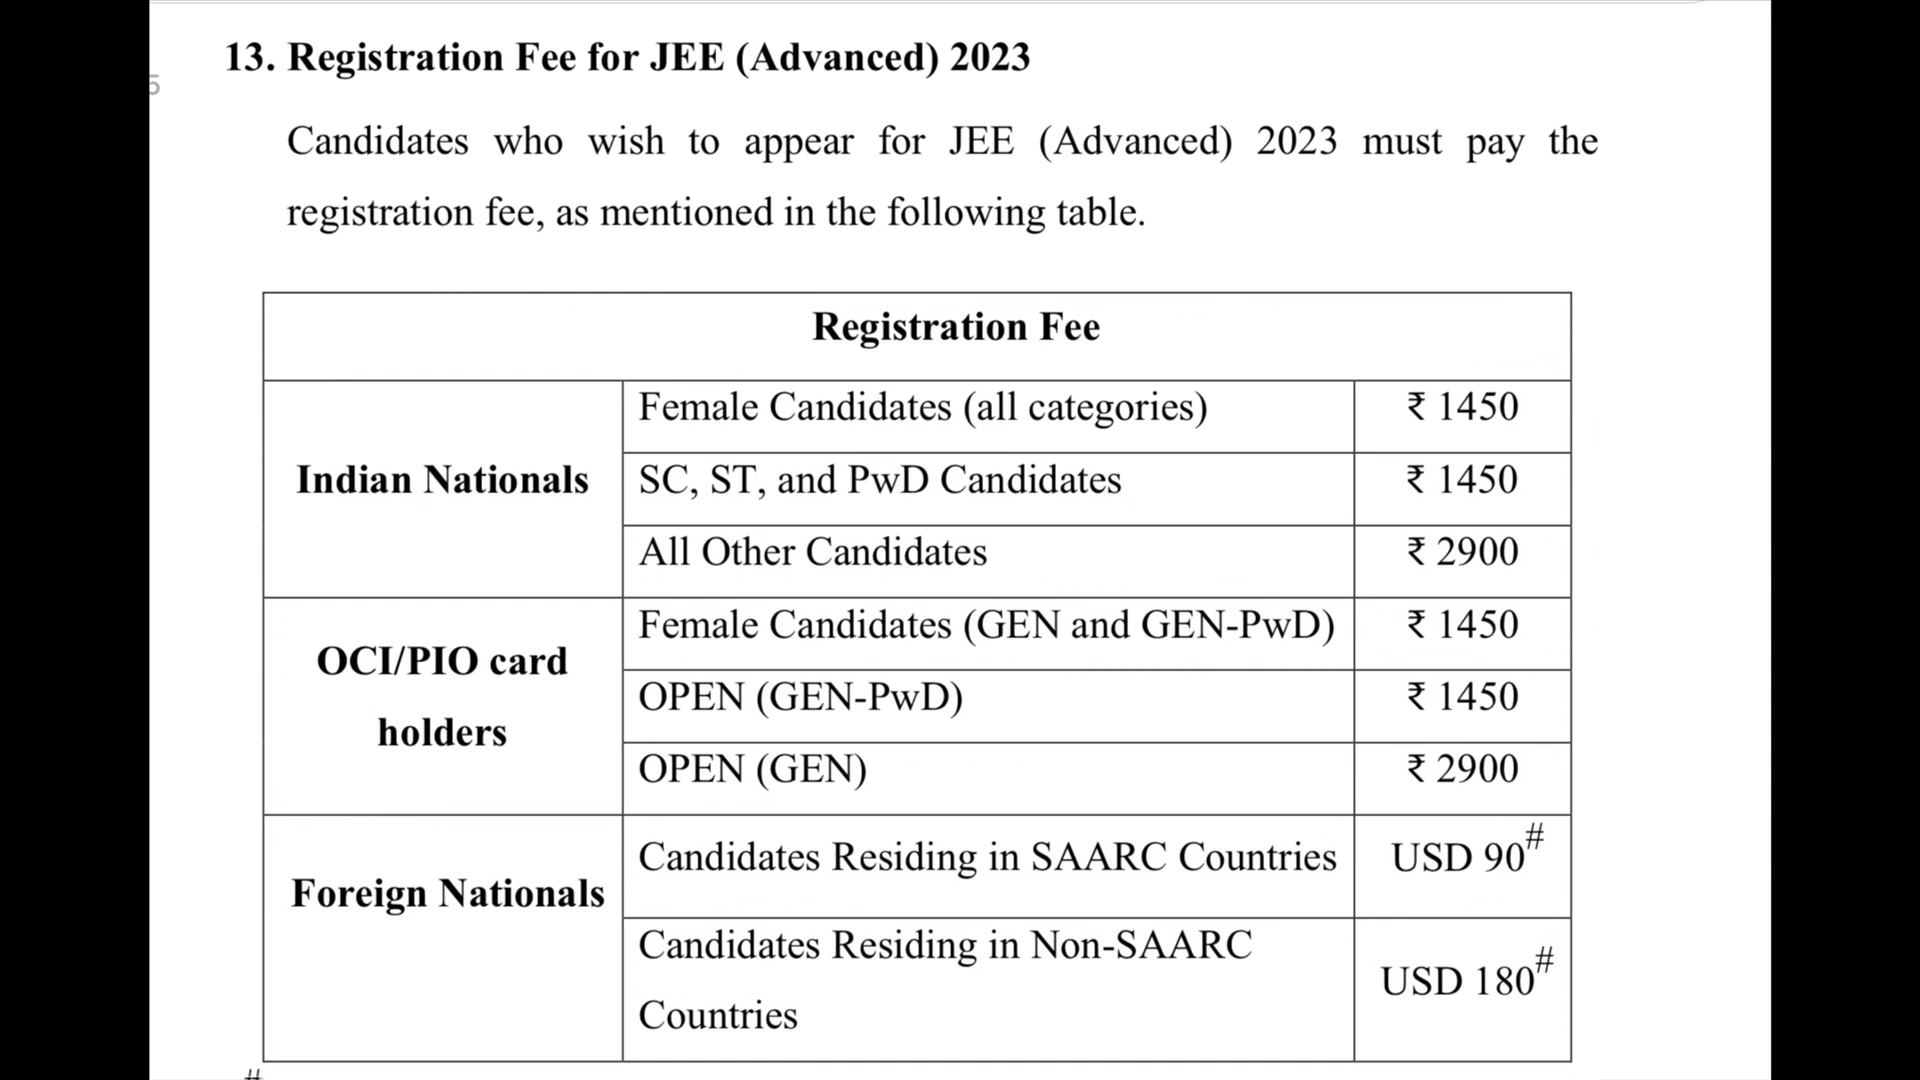 13. Registration Fee for JEE (Advanced) 2023
5
Candidates who wish to appear for JEE (Advanced) 2023 must pay the
registration fee, as mentioned in the following table.
Registration Fee
Indian Nationals
Female Candidates (all categories)
₹ 1450
SC, ST, and PwD Candidates
₹ 1450
All Other Candidates
₹ 2900
OCI/PIO card
holders
Female Candidates (GEN and GEN-PwD)
₹ 1450
OPEN (GEN-PwD)
₹ 1450
OPEN (GEN)
₹ 2900
Foreign Nationals
Candidates Residing in SAARC Countries
USD 90#
Candidates Residing in Non-SAARC
Countries
USD 180#
#